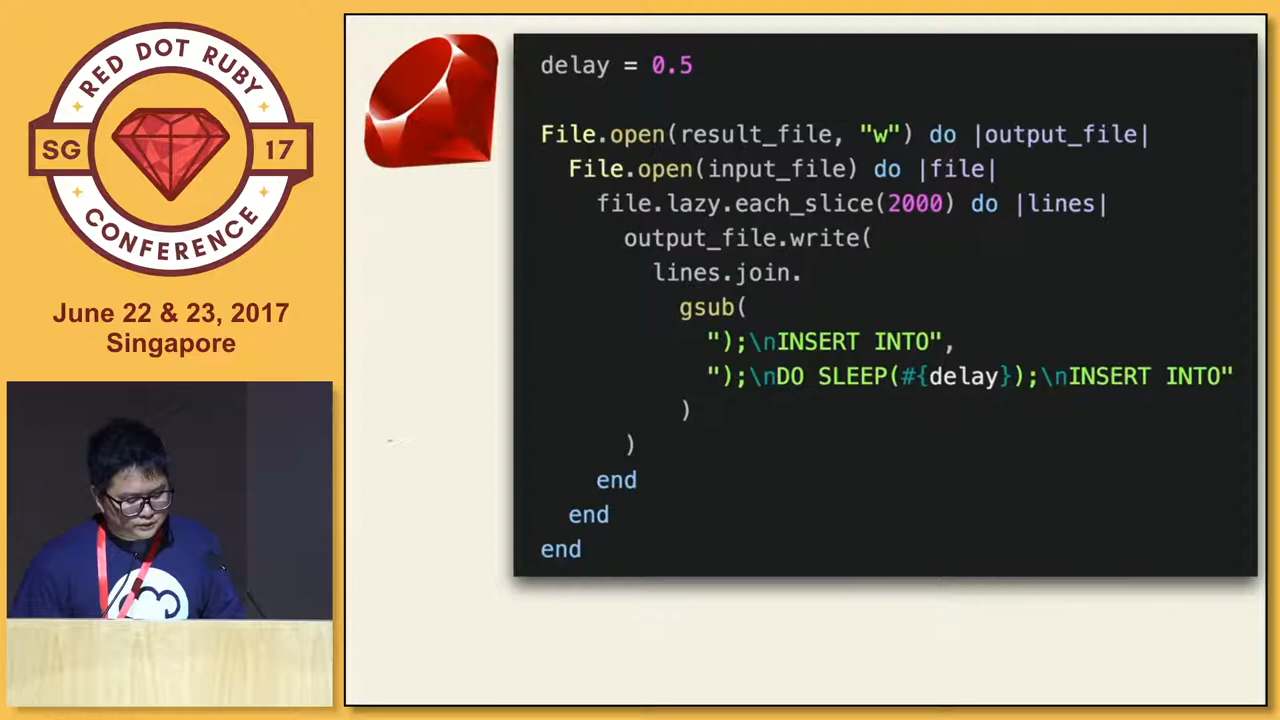 RED DOT RUBY
SG
17
CONFERENCE
June 22 & 23, 2017
Singapore
delay = 0.5
File.open(result_file, "w") do |output_file|
  File.open(input_file) do |file|
    file.lazy.each_slice(2000) do |lines|
      output_file.write(
        lines.join.
          gsub(
            ");\nINSERT INTO",
            ");\nDO SLEEP(#{delay});\nINSERT INTO"
          )
      )
    end
  end
end